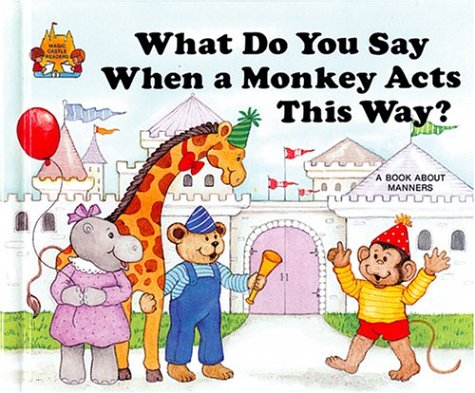 MAGIC
CASTLE
READERS
What Do You Say
When a Monkey Acts
This Way?
A BOOK ABOUT
MANNERS